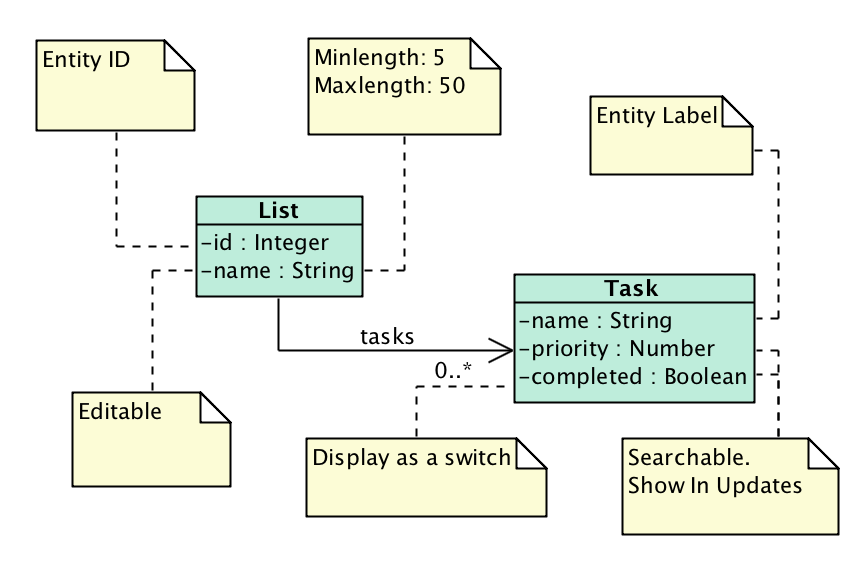 Entity ID
Minlength: 5
Maxlength: 50
Entity Label
List
-id : Integer
-name : String
Task
-name : String
-priority : Number
-completed : Boolean
tasks
0..*
Editable
Display as a switch
Searchable.
Show In Updates